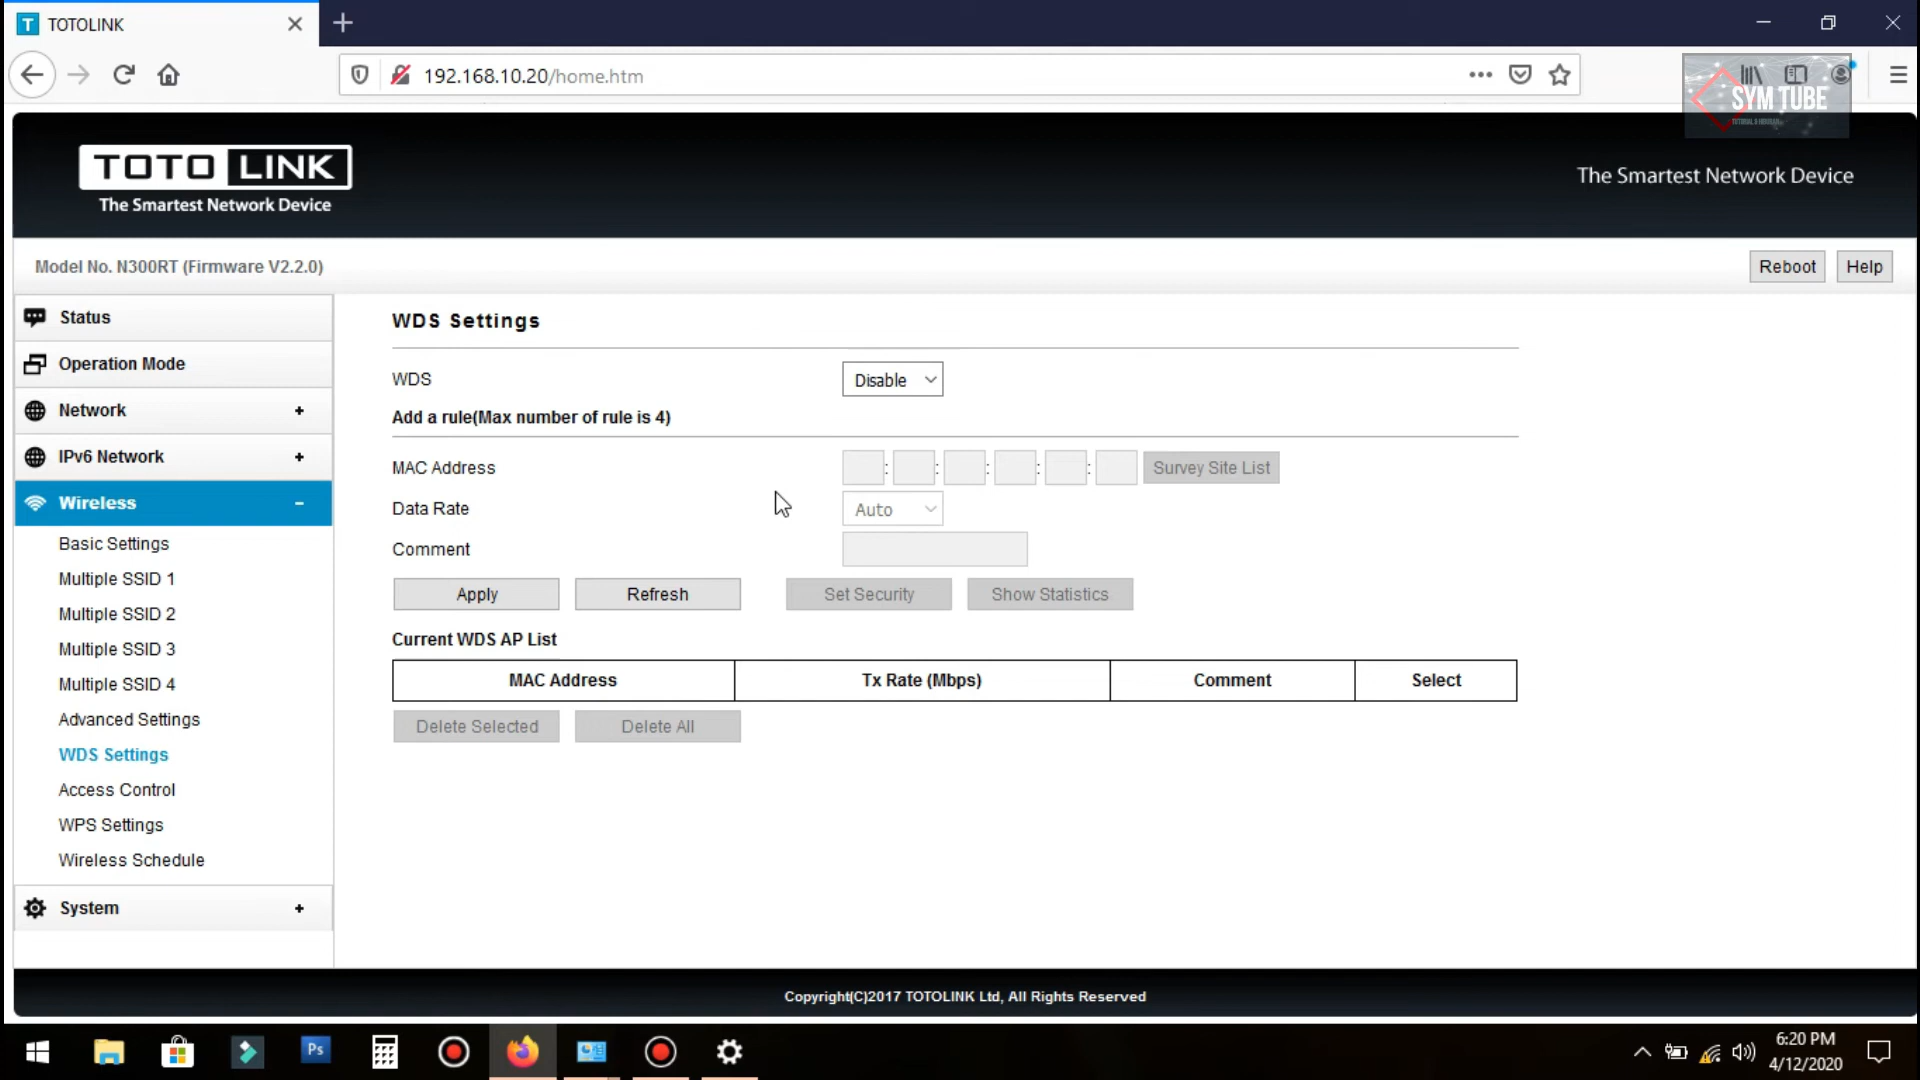 T TOTOLINK
192.168.10.20/home.htm
SYM TUBE
TOTO LINK
The Smartest Network Device
The Smartest Network Device
Model No. N300RT (Firmware V2.2.0)
Reboot
Help
Status
Operation Mode
Network +
IPv6 Network +
Wireless -
Basic Settings
Multiple SSID 1
Multiple SSID 2
Multiple SSID 3
Multiple SSID 4
Advanced Settings
WDS Settings
Access Control
WPS Settings
Wireless Schedule
System +
WDS Settings
WDS Disable
Add a rule(Max number of rule is 4)
MAC Address : : : : : Survey Site List
Data Rate Auto
Comment
Apply Refresh Set Security Show Statistics
Current WDS AP List
MAC Address Tx Rate (Mbps) Comment Select
Delete Selected Delete All
Copyright(C)2017 TOTOLINK Ltd, All Rights Reserved
Ps
6:20 PM
4/12/2020